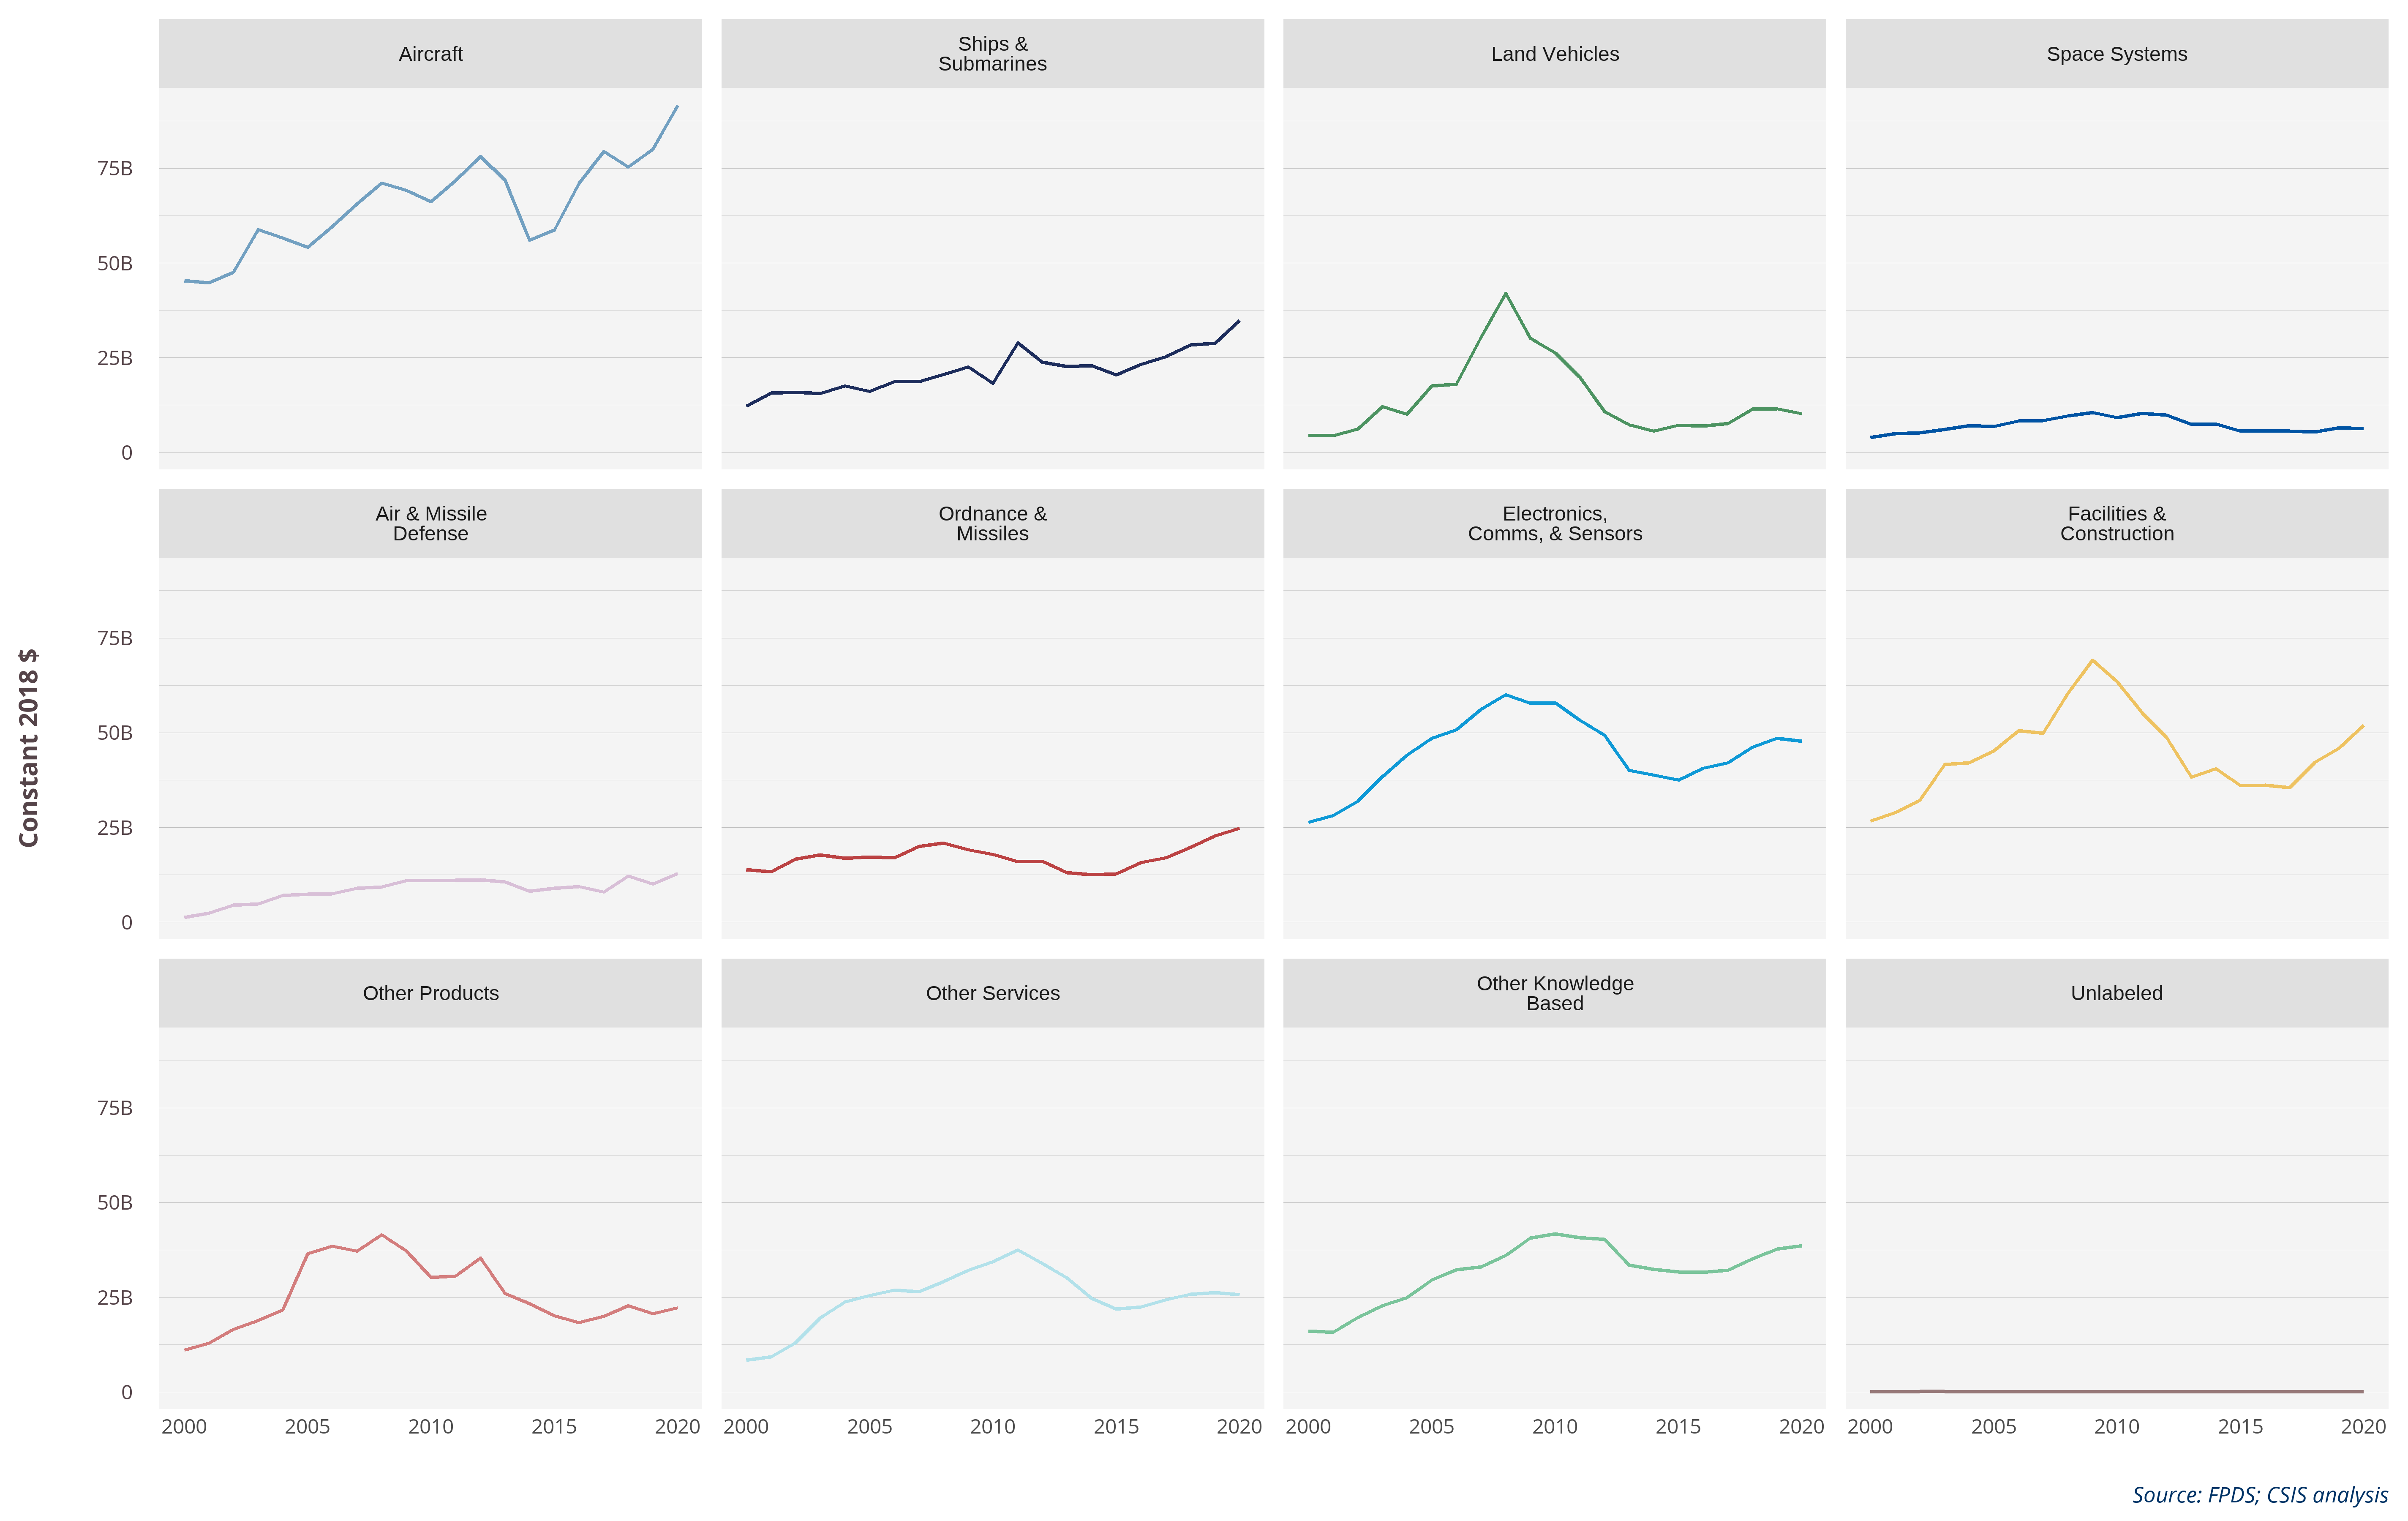 Aircraft
Ships &
Submarines
Land Vehicles
Space Systems
75B
50B
25B
0
Air & Missile
Defense
Ordnance &
Missiles
Electronics,
Comms, & Sensors
Facilities &
Construction
Constant 2018 $
75B
50B
25B
0
Other Products
Other Services
Other Knowledge
Based
Unlabeled
75B
50B
25B
0
2000 2005 2010 2015 2020
2000 2005 2010 2015 2020
2000 2005 2010 2015 2020
2000 2005 2010 2015 2020
Source: FPDS; CSIS analysis